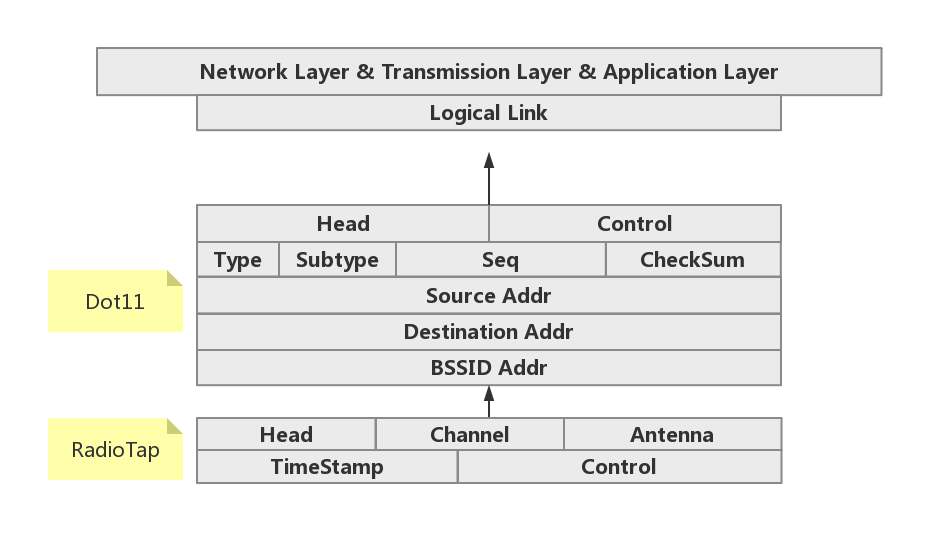 Network Layer & Transmission Layer & Application Layer
Logical Link
Head Control
Type Subtype Seq CheckSum
Dot11
Source Addr
Destination Addr
BSSID Addr
RadioTap
Head Channel Antenna
TimeStamp Control